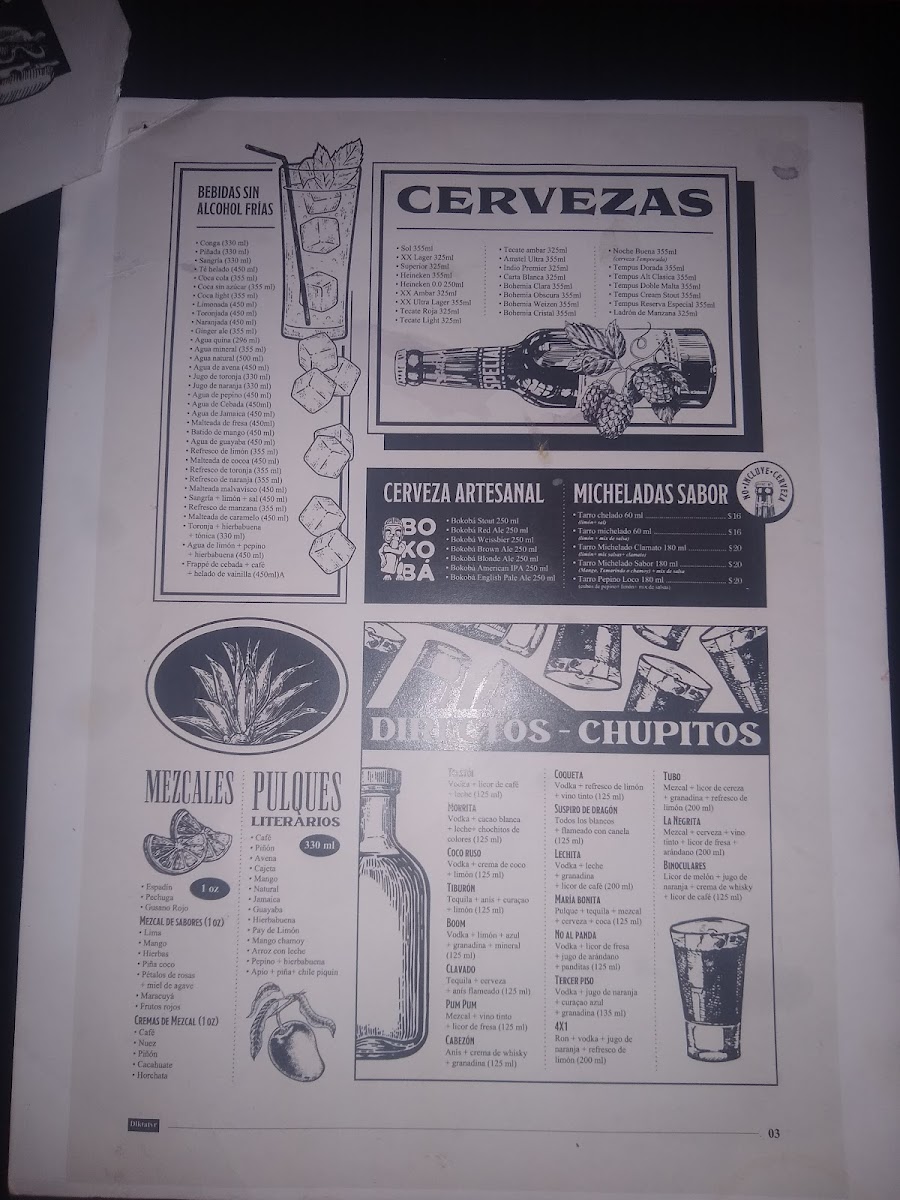 BEBIDAS SIN
ALCOHOL FRÍAS
• Conga (330 ml)
• Piñada (330 ml)
• Sangría (330 ml)
• Té helado (450 ml)
• Coca cola (355 ml)
• Coca sin azúcar (355 ml)
• Coca light (355 ml)
• Limonada (450 ml)
• Toronjada (450 ml)
• Naranjada (450 ml)
• Ginger ale (355 ml)
• Agua quina (296 ml)
• Agua mineral (355 ml)
• Agua natural (500 ml)
• Agua de avena (450 ml)
• Jugo de toronja (330 ml)
• Jugo de naranja (330 ml)
• Agua de pepino (450 ml)
• Agua de Cebada (450ml)
• Agua de Jamaica (450 ml)
• Malteada de fresa (450ml)
• Batido de mango (450 ml)
• Agua de guayaba (450 ml)
• Refresco de limón (355 ml)
• Malteada de cocoa (450 ml)
• Refresco de toronja (355 ml)
• Refresco de naranja (355 ml)
• Malteada malvavisco (450 ml)
• Sangría + limón + sal (450 ml)
• Refresco de manzana (355 ml)
• Malteada de caramelo (450 ml)
• Toronja + hierbabuena
+ tónica (330 ml)
• Agua de limón + pepino
+ hierbabuena (450 ml)
• Frappé de cebada + café
+ helado de vainilla (450ml)A
CERVEZAS
• Sol 355ml
• XX Lager 325ml
• Superior 325ml
• Heineken 355ml
• Heineken 0.0 250ml
• XX Ambar 325ml
• XX Ultra Lager 355ml
• Tecate Roja 325ml
• Tecate Light 325ml
• Tecate ambar 325ml
• Amstel Ultra 355ml
• Indio Premier 325ml
• Carta Blanca 325ml
• Bohemia Clara 355ml
• Bohemia Obscura 355ml
• Bohemia Weizen 355ml
• Bohemia Cristal 355ml
• Noche Buena 355ml
(cerveza Temporada)
• Tempus Dorada 355ml
• Tempus Alt Clasica 355ml
• Tempus Doble Malta 355ml
• Tempus Cream Stout 355ml
• Tempus Reserva Especial 355ml
• Ladrón de Manzana 325ml
CERVEZA ARTESANAL
BO
KO
BÁ
• Bokobá Stout 250 ml
• Bokobá Red Ale 250 ml
• Bokobá Weissbier 250 ml
• Bokobá Brown Ale 250 ml
• Bokobá Blonde Ale 250 ml
• Bokobá American IPA 250 ml
• Bokobá English Pale Ale 250 ml
MICHELADAS SABOR
NO·INCLUYE·CERVEZA
• Tarro chelado 60 ml $16
(limón+ sal)
• Tarro michelado 60 ml $16
(limón + mix de salsa)
• Tarro Michelado Clamato 180 ml $20
(limón+ mix salsas+ clamato)
• Tarro Michelado Sabor 180 ml $20
(Mango, Tamarindo o chamoy) + mix de salsa
• Tarro Pepino Loco 180 ml $20
MEZCALES
• Espadín
• Pechuga
• Gusano Rojo
1 oz
MEZCAL DE SABORES (1 OZ)
• Lima
• Mango
• Hierbas
• Piña coco
• Pétalos de rosas
+ miel de agave
• Maracuyá
• Frutos rojos
CREMAS DE MEZCAL (1 OZ)
• Café
• Nuez
• Piñón
• Cacahuate
• Horchata
PULQUES
LITERARIOS
330 ml
• Café
• Piñón
• Avena
• Cajeta
• Mango
• Natural
• Jamaica
• Guayaba
• Hierbabuena
• Pay de Limón
• Mango chamoy
• Arroz con leche
• Pepino + hierbabuena
• Apio + piña+ chile piquín
DIRECTOS - CHUPITOS
Vodka + licor de café
+ leche (125 ml)
MORRITA
Vodka + cacao blanca
+ leche+ chochitos de
colores (125 ml)
COCO RUSO
Vodka + crema de coco
+ limón (125 ml)
TIBURÓN
Tequila + anís + curaçao
+ limón (125 ml)
BOOM
Vodka + limón + azul
+ granadina + mineral
(125 ml)
CLAVADO
Tequila + cerveza
+ anís flameado (125 ml)
PUM PUM
Mezcal + vino tinto
+ licor de fresa (125 ml)
CABEZÓN
Anís + crema de whisky
+ granadina (125 ml)
COQUETA
Vodka + refresco de limón
+ vino tinto (125 ml)
SUSPIRO DE DRAGÓN
Todos los blancos
+ flameado con canela
(125 ml)
LECHITA
Vodka + leche
+ granadina
+ licor de café (200 ml)
MARÍA BONITA
Pulque + tequila + mezcal
+ cerveza + coca (125 ml)
NO AL PANDA
Vodka + licor de fresa
+ jugo de arándano
+ panditas (125 ml)
TERCER PISO
Vodka + jugo de naranja
+ curaçao azul
+ granadina (135 ml)
4X1
Ron + vodka + jugo de
naranja + refresco de
limón (200 ml)
TUBO
Mezcal + licor de cereza
+ granadina + refresco de
limón (200 ml)
LA NEGRITA
Mezcal + cerveza + vino
tinto + licor de fresa +
arándano (200 ml)
BINOCULARES
Licor de melón + jugo de
naranja + crema de whisky
+ licor de café (125 ml)
03